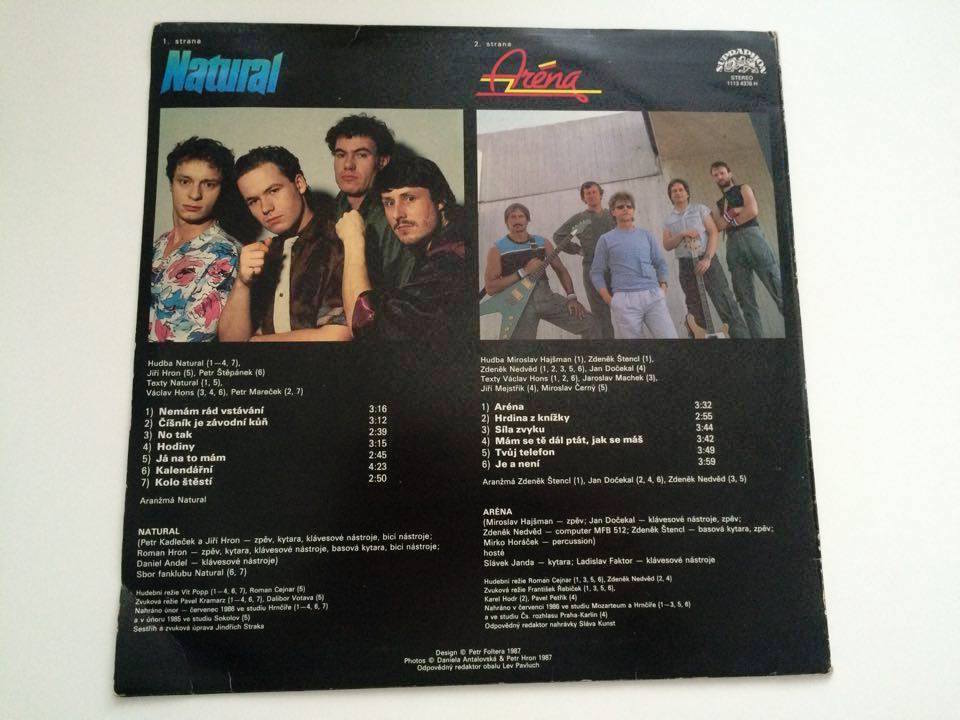 1. strana
Natural
2. strana
Aréna
SUPRAPHON
STEREO
1113 4376 H
Hudba Natural (1—4, 7),
Jiří Hron (5), Petr Štěpánek (6)
Texty Natural (1, 5),
Václav Hons (3, 4, 6), Petr Mareček (2, 7)
1) Nemám rád vstávání 3:16
2) Číšník je závodní kůň 3:12
3) No tak 2:39
4) Hodiny 3:15
5) Já na to mám 2:45
6) Kalendářní 4:23
7) Kolo štěstí 2:50
Aranžmá Natural
NATURAL
(Petr Kadleček a Jiří Hron — zpěv, kytara, klávesové nástroje, bicí nástroje;
Roman Hron — zpěv, kytara, klávesové nástroje, basová kytara, bicí nástroje;
Daniel Andel — klávesové nástroje)
Sbor fanklubu Natural (6, 7)
Hudební režie Vít Popp (1—4, 6, 7), Roman Cejnar (5)
Zvuková režie Pavel Kramarz (1—4, 6, 7), Dalibor Votava (5)
Nahráno únor — červenec 1986 ve studiu Hrnčíře (1—4, 6, 7)
a v únoru 1985 ve studiu Sokolov (5)
Sestřih a zvuková úprava Jindřich Straka
Hudba Miroslav Hajšman (1), Zdeněk Štencl (1),
Zdeněk Nedvěd (1, 2, 3, 5, 6), Jan Dočekal (4)
Texty Václav Hons (1, 2, 6), Jaroslav Machek (3),
Jiří Mejstřík (4), Miroslav Černý (5)
1) Aréna 3:32
2) Hrdina z knížky 2:55
3) Síla zvyku 3:44
4) Mám se tě dál ptát, jak se máš 3:42
5) Tvůj telefon 3:49
6) Je a není 3:59
Aranžmá Zdeněk Štencl (1), Jan Dočekal (2, 4, 6), Zdeněk Nedvěd (3, 5)
ARÉNA
(Miroslav Hajšman — zpěv; Jan Dočekal — klávesové nástroje, zpěv;
Zdeněk Nedvěd — computer MFB 512; Zdeněk Štencl — basová kytara, zpěv;
Mirko Horáček — percussion)
hosté
Slávek Janda — kytara; Ladislav Faktor — klávesové nástroje
Hudební režie Roman Cejnar (1, 3, 5, 6), Zdeněk Nedvěd (2, 4)
Zvuková režie František Řebíček (1, 3, 5, 6),
Karel Hodr (2), Pavel Petřík (4)
Nahráno v červenci 1986 ve studiu Mozarteum a Hrnčíře (1—3, 5, 6)
a ve studiu Čs. rozhlasu Praha-Karlín (4)
Odpovědný redaktor nahrávky Sláva Kunst
Design © Petr Foltera 1987
Photos © Daniela Antalovská & Petr Hron 1987
Odpovědný redaktor obalu Lev Pavluch